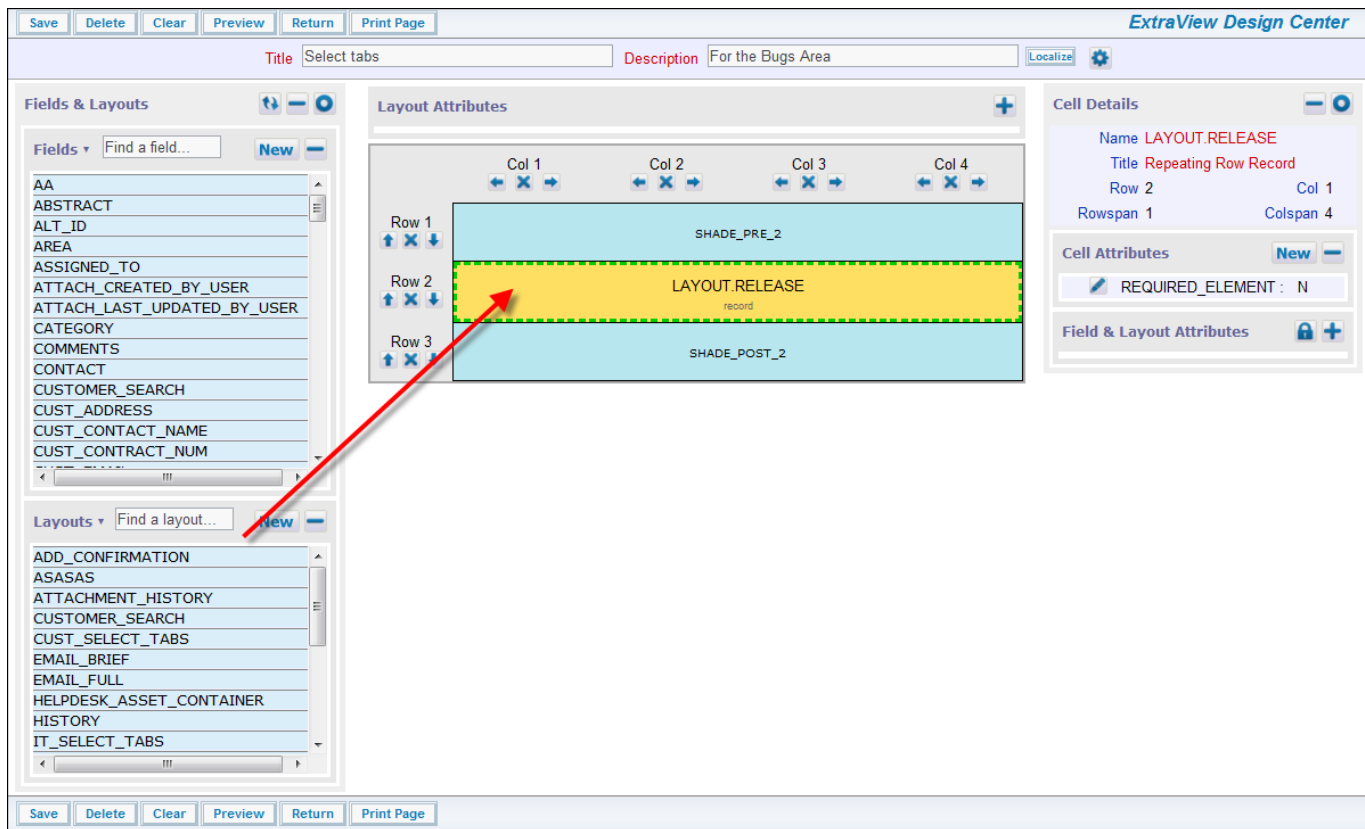 Save Delete Clear Preview Return Print Page ExtraView Design Center
Title Select tabs Description For the Bugs Area Localize
Fields & Layouts
Fields Find a field... New
AA
ABSTRACT
ALT_ID
AREA
ASSIGNED_TO
ATTACH_CREATED_BY_USER
ATTACH_LAST_UPDATED_BY_USER
CATEGORY
COMMENTS
CONTACT
CUSTOMER_SEARCH
CUST_ADDRESS
CUST_CONTACT_NAME
CUST_CONTRACT_NUM
Layouts Find a layout... New
ADD_CONFIRMATION
ASASAS
ATTACHMENT_HISTORY
CUSTOMER_SEARCH
CUST_SELECT_TABS
EMAIL_BRIEF
EMAIL_FULL
HELPDESK_ASSET_CONTAINER
HISTORY
IT_SELECT_TABS
Layout Attributes
Col 1 Col 2 Col 3 Col 4
Row 1 SHADE_PRE_2
Row 2 LAYOUT.RELEASE
record
Row 3 SHADE_POST_2
Cell Details
Name LAYOUT.RELEASE
Title Repeating Row Record
Row 2 Col 1
Rowspan 1 Colspan 4
Cell Attributes New
REQUIRED_ELEMENT : N
Field & Layout Attributes
Save Delete Clear Preview Return Print Page